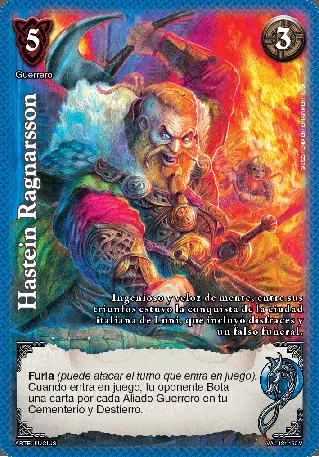 5
3
Guerrero
Hastein Ragnarsson
Ingenioso y veloz de mente, entre sus
triunfos estuvo la conquista de la ciudad
italiana de Luni, que incluyó disfraces y
un falso funeral.
Furia (puede atacar el turno que entra en juego).
Cuando entra en juego, tu oponente Bota
una carta por cada Aliado Guerrero en tu
Cementerio y Destierro.